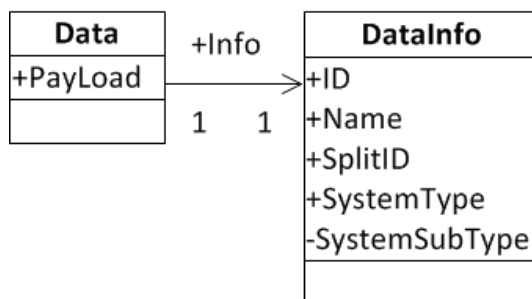 Data
+PayLoad
+Info
1 1
DataInfo
+ID
+Name
+SplitID
+SystemType
-SystemSubType